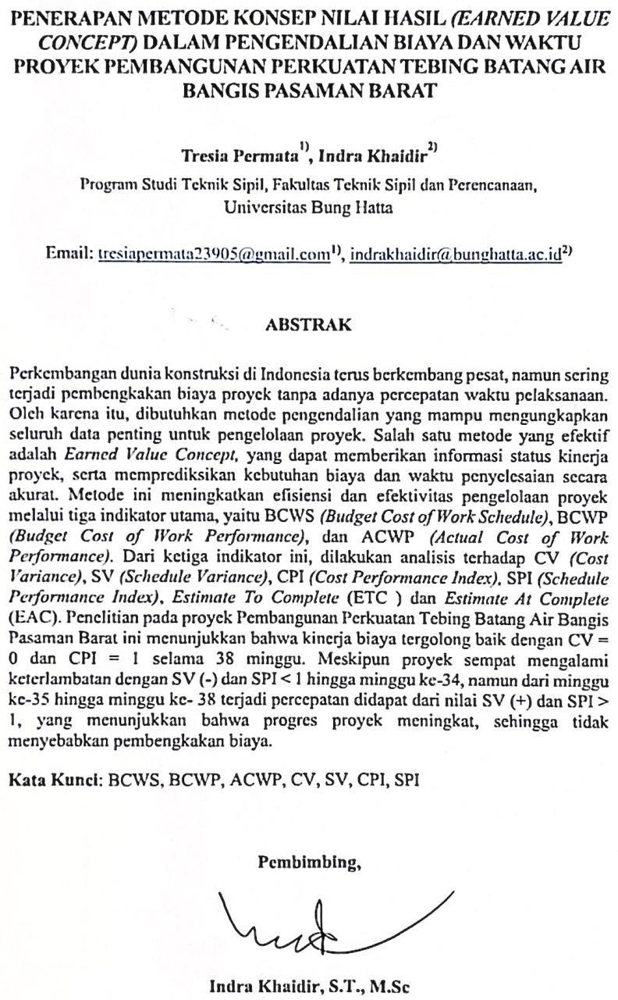 PENERAPAN METODE KONSEP NILAI HASIL (EARNED VALUE
CONCEPT) DALAM PENGENDALIAN BIAYA DAN WAKTU
PROYEK PEMBANGUNAN PERKUATAN TEBING BATANG AIR
BANGIS PASAMAN BARAT
Tresia Permata1), Indra Khaidir2)
Program Studi Teknik Sipil, Fakultas Teknik Sipil dan Perencanaan,
Universitas Bung Hatta
Email: tresiapermata23905@gmail.com1), indrakhaidir@bunghatta.ac.id2)
ABSTRAK
Perkembangan dunia konstruksi di Indonesia terus berkembang pesat, namun sering
terjadi pembengkakan biaya proyek tanpa adanya percepatan waktu pelaksanaan.
Oleh karena itu, dibutuhkan metode pengendalian yang mampu mengungkapkan
seluruh data penting untuk pengelolaan proyek. Salah satu metode yang efektif
adalah Earned Value Concept, yang dapat memberikan informasi status kinerja
proyek, serta memprediksikan kebutuhan biaya dan waktu penyelesaian secara
akurat. Metode ini meningkatkan efisiensi dan efektivitas pengelolaan proyek
melalui tiga indikator utama, yaitu BCWS (Budget Cost of Work Schedule), BCWP
(Budget Cost of Work Performance), dan ACWP (Actual Cost of Work
Performance). Dari ketiga indikator ini, dilakukan analisis terhadap CV (Cost
Variance), SV (Schedule Variance), CPI (Cost Performance Index), SPI (Schedule
Performance Index), Estimate To Complete (ETC ) dan Estimate At Complete
(EAC). Penelitian pada proyek Pembangunan Perkuatan Tebing Batang Air Bangis
Pasaman Barat ini menunjukkan bahwa kinerja biaya tergolong baik dengan CV =
0 dan CPI = 1 selama 38 minggu. Meskipun proyek sempat mengalami
keterlambatan dengan SV (-) dan SPI < 1 hingga minggu ke-34, namun dari minggu
ke-35 hingga minggu ke- 38 terjadi percepatan didapat dari nilai SV (+) dan SPI >
1, yang menunjukkan bahwa progres proyek meningkat, sehingga tidak
menyebabkan pembengkakan biaya.
Kata Kunci: BCWS, BCWP, ACWP, CV, SV, CPI, SPI
Pembimbing,
Indra Khaidir, S.T., M.Sc